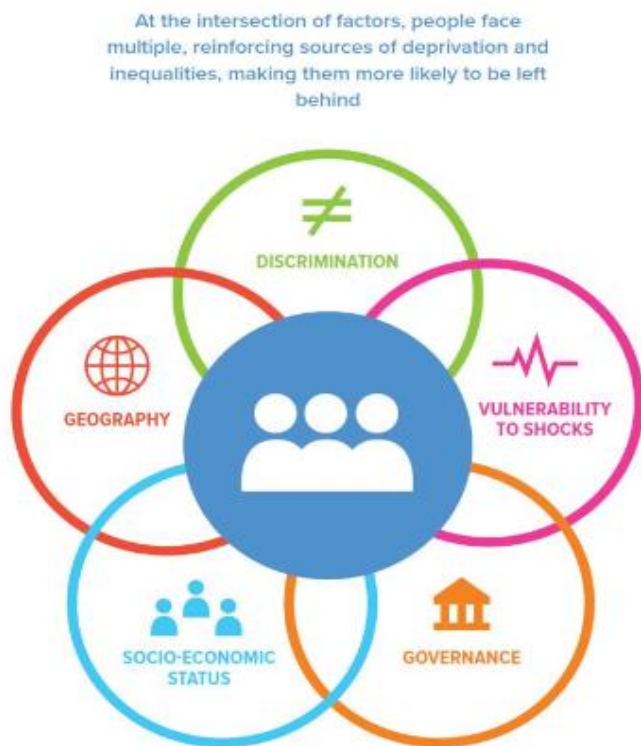 At the intersection of factors, people face
multiple, reinforcing sources of deprivation and
inequalities, making them more likely to be left
behind
DISCRIMINATION
GEOGRAPHY
VULNERABILITY
TO SHOCKS
SOCIO-ECONOMIC
STATUS
GOVERNANCE